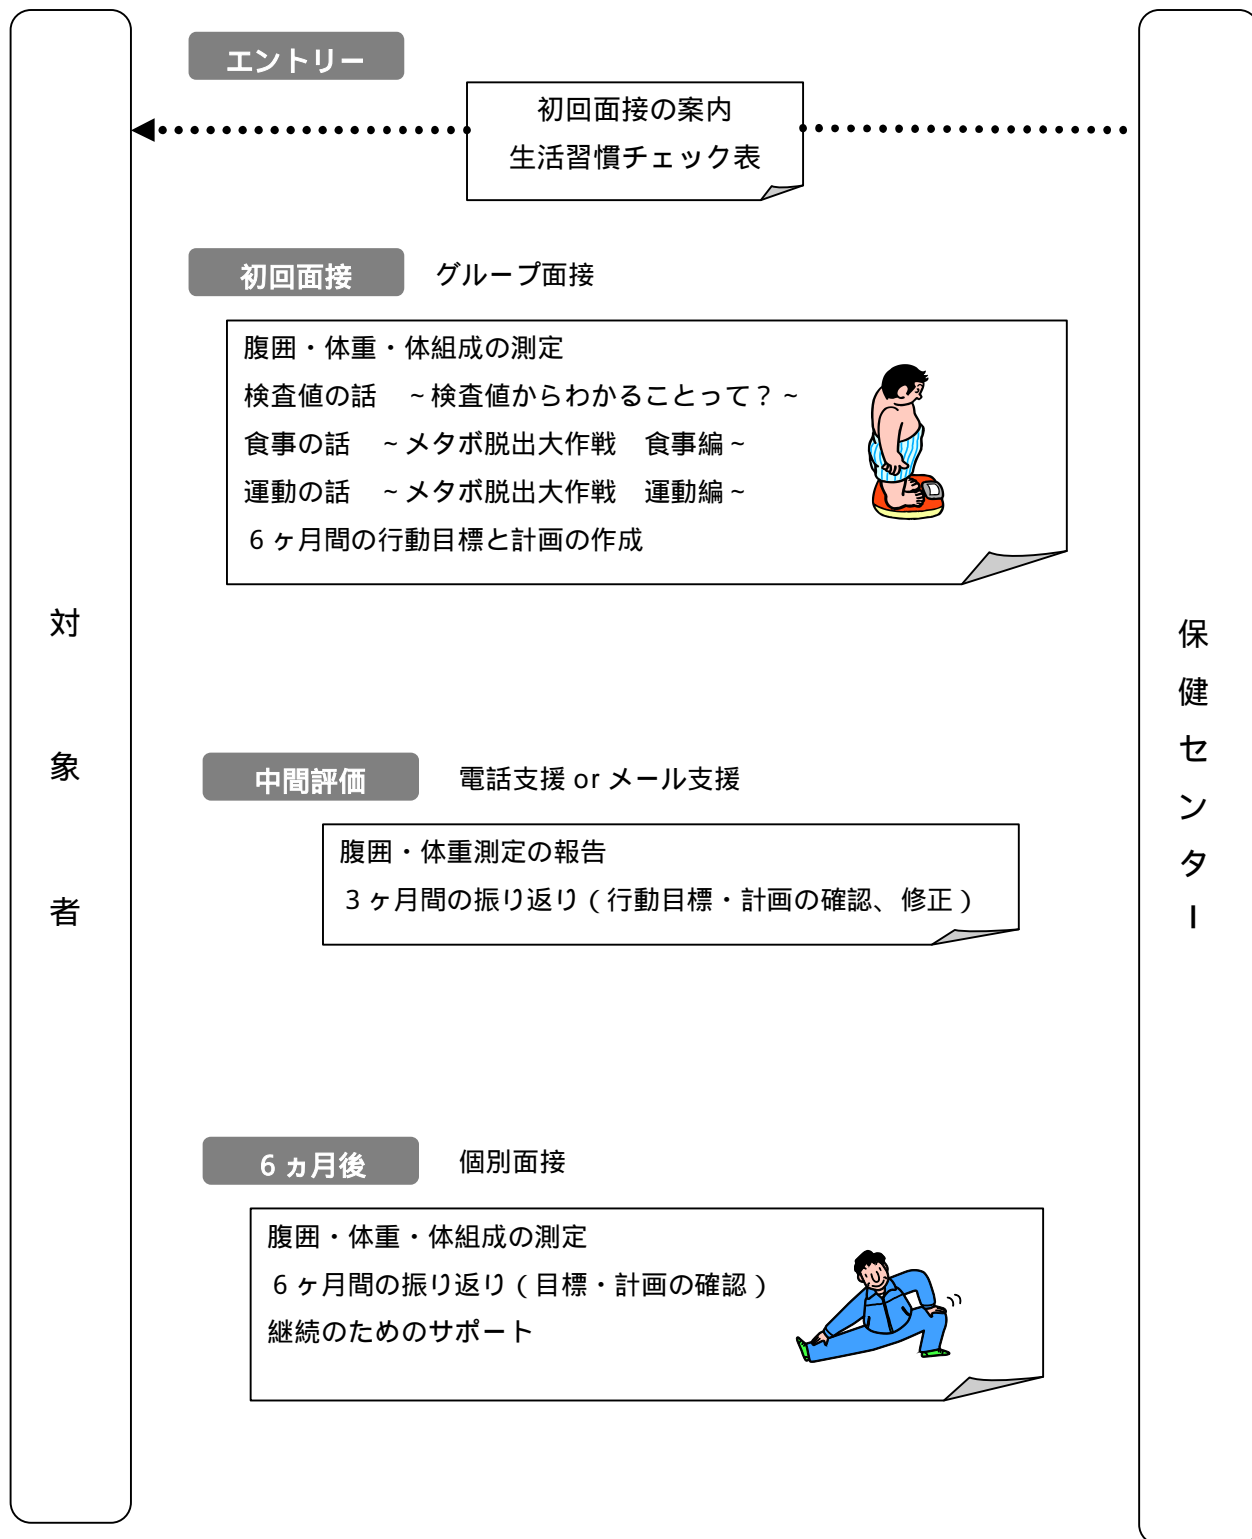 エントリー
初回面接の案内
生活習慣チェック表
初回面接　グループ面接
腹囲・体重・体組成の測定
検査値の話　～検査値からわかることって？～
食事の話　～メタボ脱出大作戦　食事編～
運動の話　～メタボ脱出大作戦　運動編～
６ヶ月間の行動目標と計画の作成
対象者
保健センター
中間評価　電話支援 or メール支援
腹囲・体重測定の報告
３ヶ月間の振り返り（行動目標・計画の確認、修正）
６ヵ月後　個別面接
腹囲・体重・体組成の測定
６ヶ月間の振り返り（目標・計画の確認）
継続のためのサポート